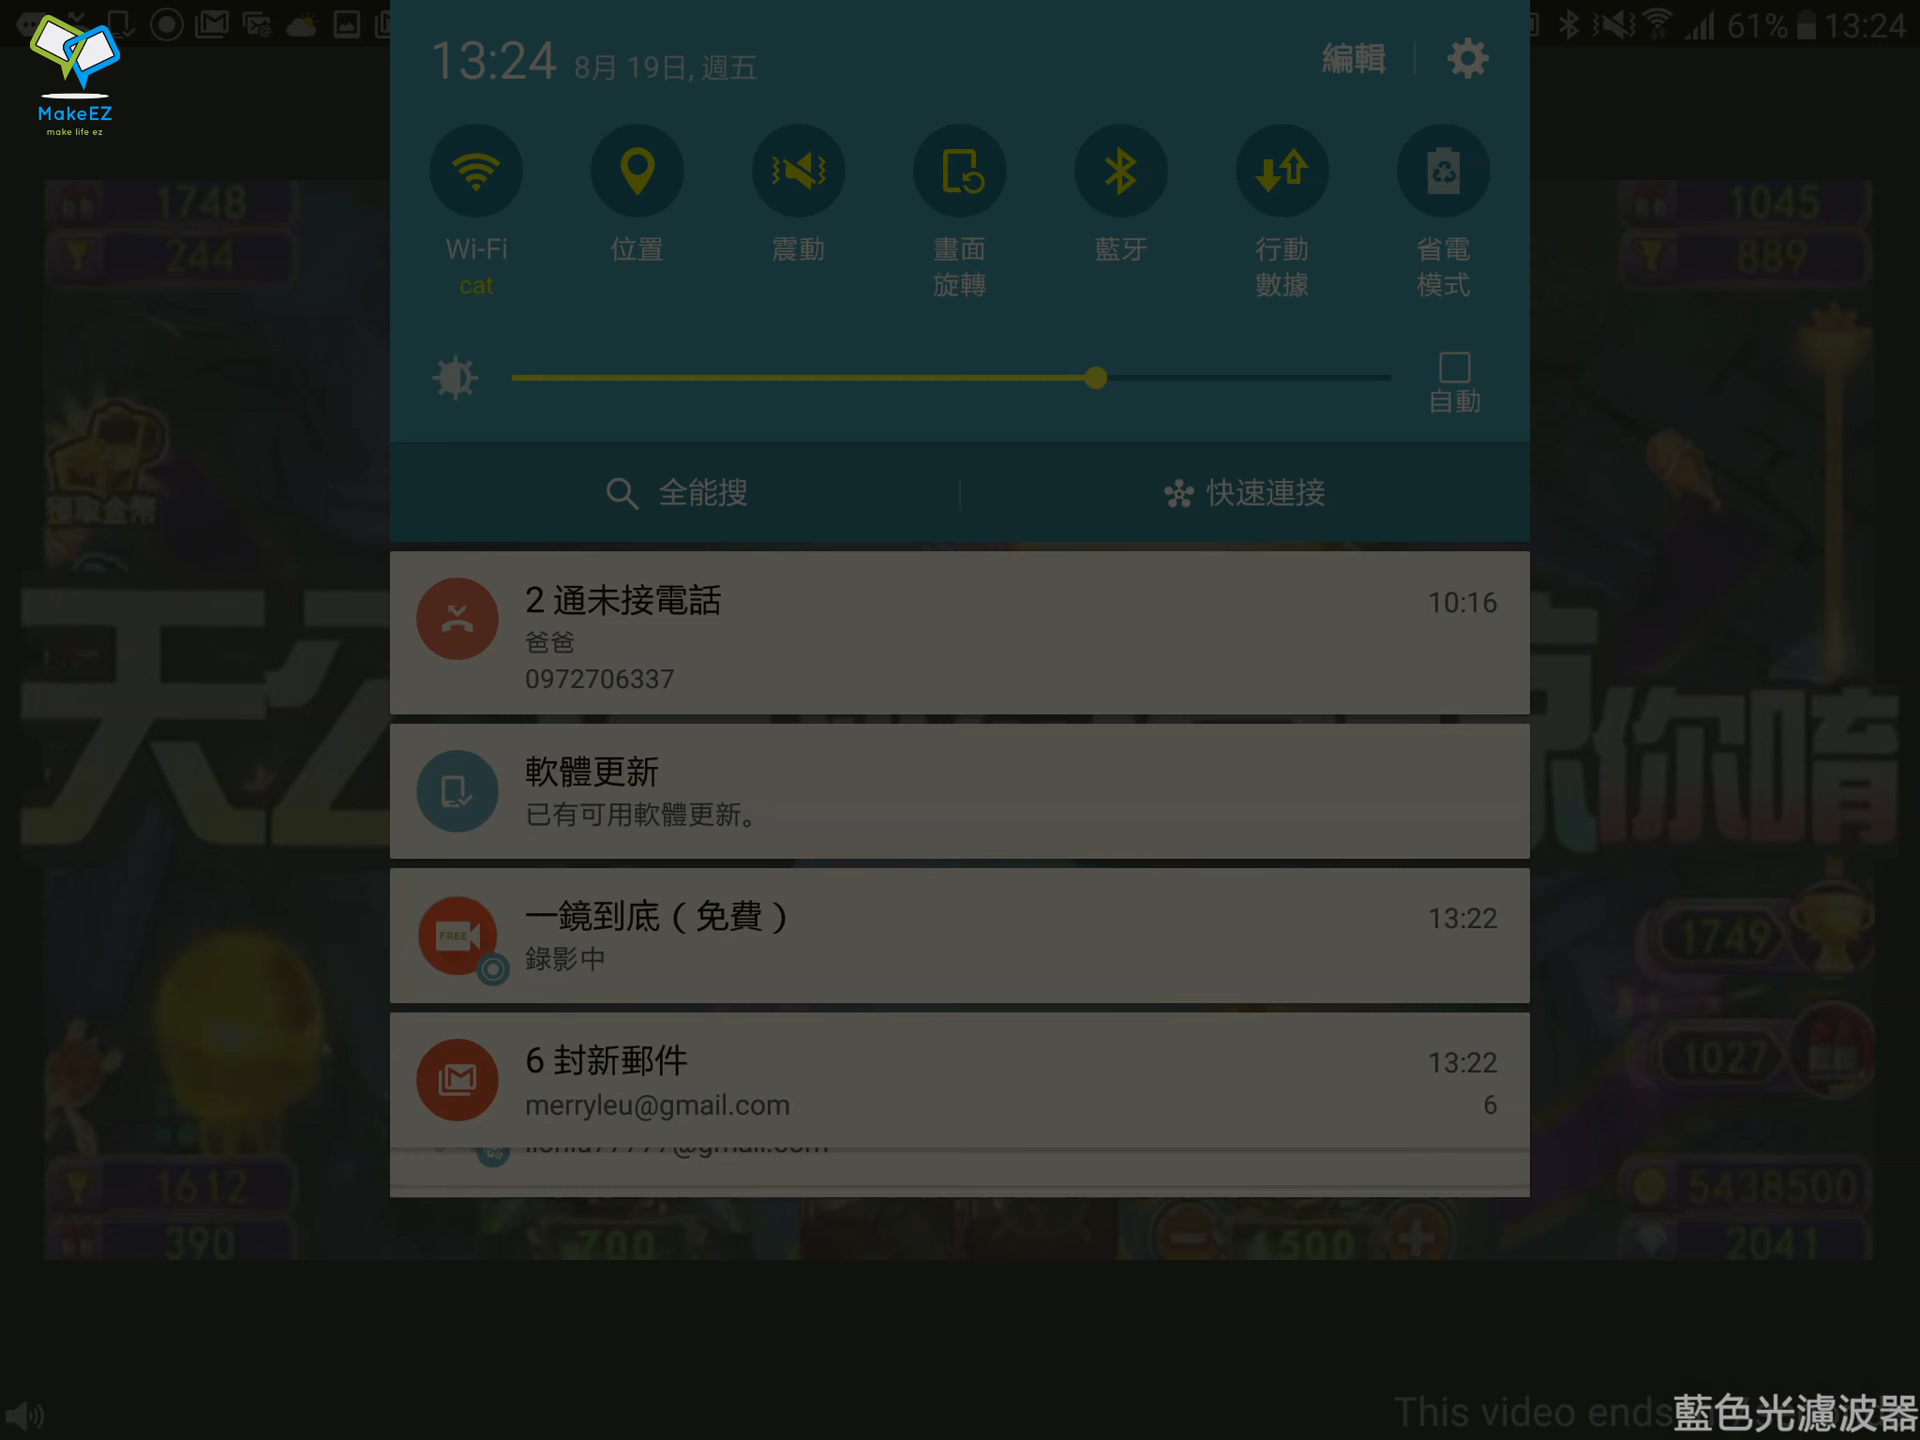 MakeEZ
make life ez
61% 13:24
13:24 8月 19日, 週五 編輯
Wi-Fi 位置 震動 畫面旋轉 藍牙 行動數據 省電模式
cat
自動
全能搜 快速連接
2 通未接電話 10:16
爸爸
0972706337
軟體更新
已有可用軟體更新。
FREE
一鏡到底（免費） 13:22
錄影中
6 封新郵件 13:22
merryleu@gmail.com 6
1748
244
1045
889
天
你唷
1749
1027
1612
390
700
5438500
2041
This video ends
藍色光濾波器